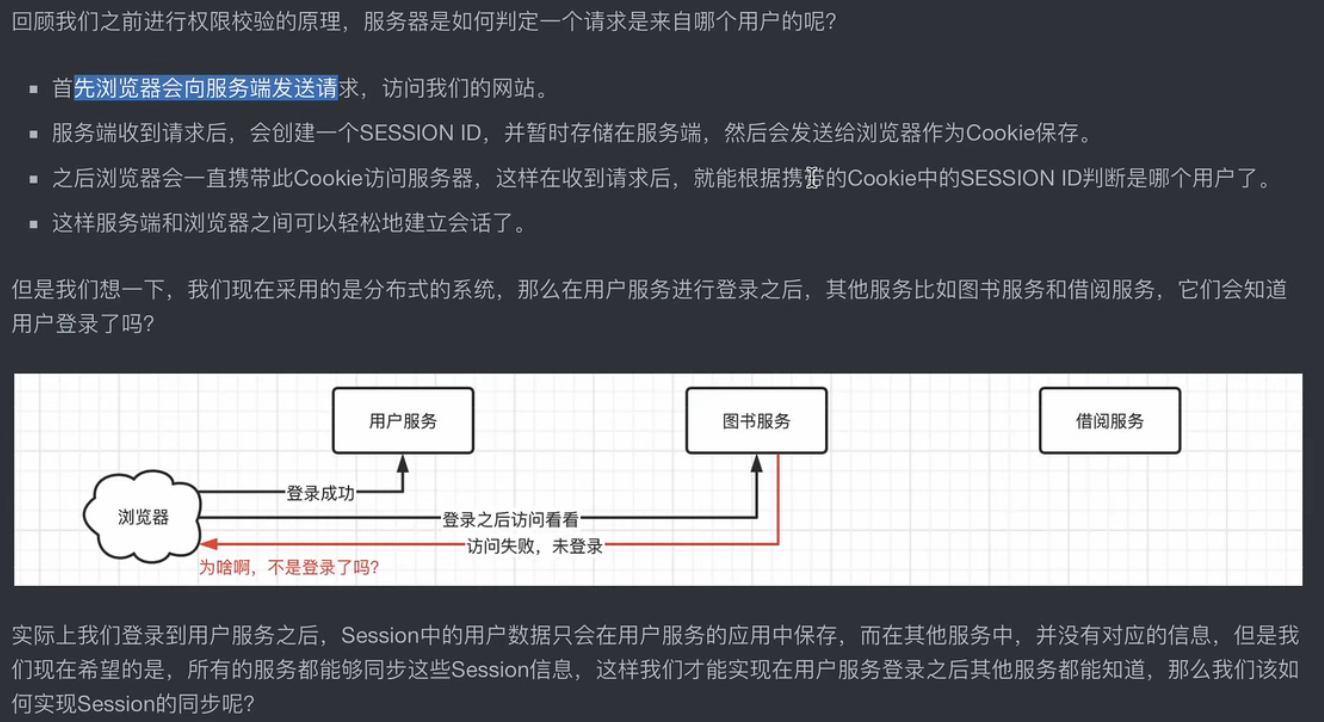 回顾我们之前进行权限校验的原理，服务器是如何判定一个请求是来自哪个用户的呢？
首先浏览器会向服务端发送请求，访问我们的网站。
服务端收到请求后，会创建一个SESSION ID，并暂时存储在服务端，然后会发送给浏览器作为Cookie保存。
之后浏览器会一直携带此Cookie访问服务器，这样在收到请求后，就能根据携带的Cookie中的SESSION ID判断是哪个用户了。
这样服务端和浏览器之间可以轻松地建立会话了。
但是我们想一下，我们现在采用的是分布式的系统，那么在用户服务进行登录之后，其他服务比如图书服务和借阅服务，它们会知道
用户登录了吗？
用户服务
图书服务
借阅服务
登录成功
浏览器
登录之后访问看看
访问失败，未登录
为啥啊，不是登录了吗？
实际上我们登录到用户服务之后，Session中的用户数据只会在用户服务的应用中保存，而在其他服务中，并没有对应的信息，但是我
们现在希望的是，所有的服务都能够同步这些Session信息，这样我们才能实现在用户服务登录之后其他服务都能知道，那么我们该如
何实现Session的同步呢？